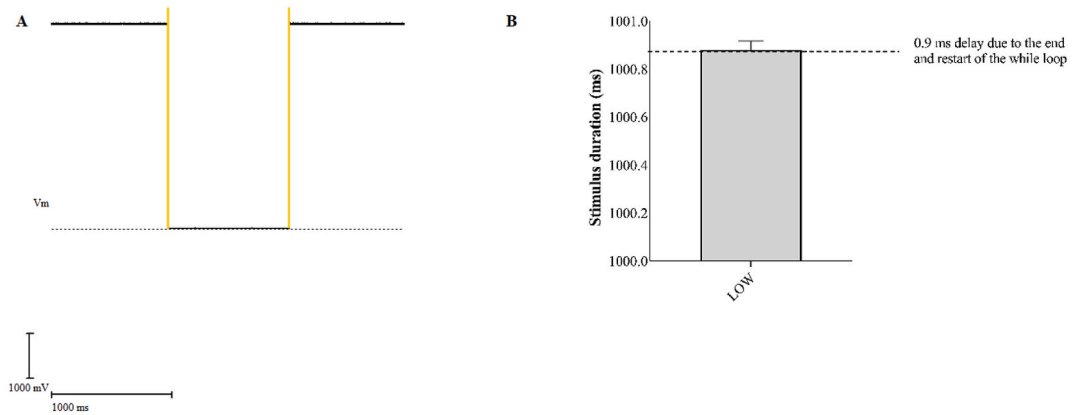 A
Vm
1000 mV
1000 ms
B
Stimulus duration (ms)
1001.0
1000.8
1000.6
1000.4
1000.2
1000.0
LOW
0.9 ms delay due to the end
and restart of the while loop